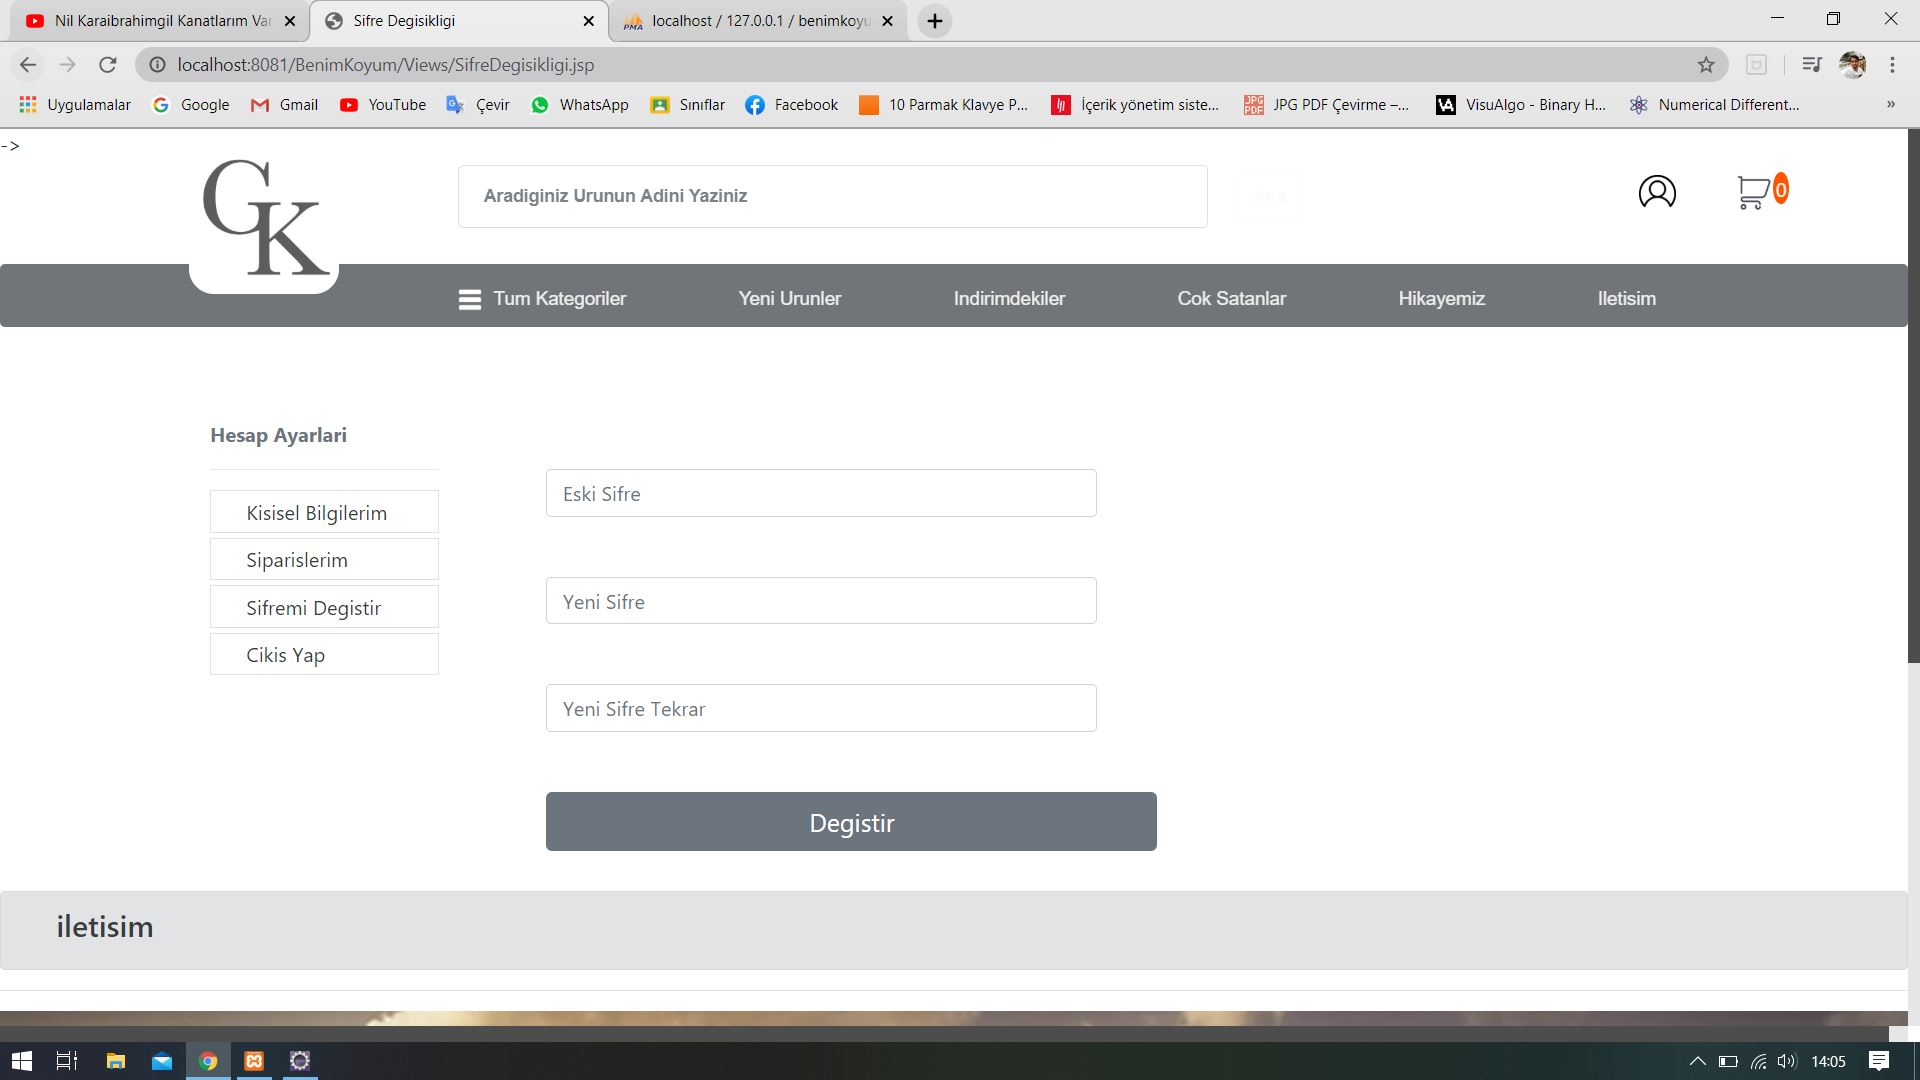 Nil Karaibrahimgil Kanatlarım Var
Sifre Degisikligi
localhost / 127.0.0.1 / benimkoyu
localhost:8081/BenimKoyum/Views/SifreDegisikligi.jsp
Uygulamalar
Google
Gmail
YouTube
Çevir
WhatsApp
Sınıflar
Facebook
10 Parmak Klavye P...
İçerik yönetim siste...
JPG PDF Çevirme –...
VisuAlgo - Binary H...
Numerical Different...
»
->
GK
Aradiginiz Urunun Adini Yaziniz
Ara
0
Tum Kategoriler
Yeni Urunler
Indirimdekiler
Cok Satanlar
Hikayemiz
Iletisim
Hesap Ayarlari
Kisisel Bilgilerim
Siparislerim
Sifremi Degistir
Cikis Yap
Eski Sifre
Yeni Sifre
Yeni Sifre Tekrar
Degistir
iletisim
14:05